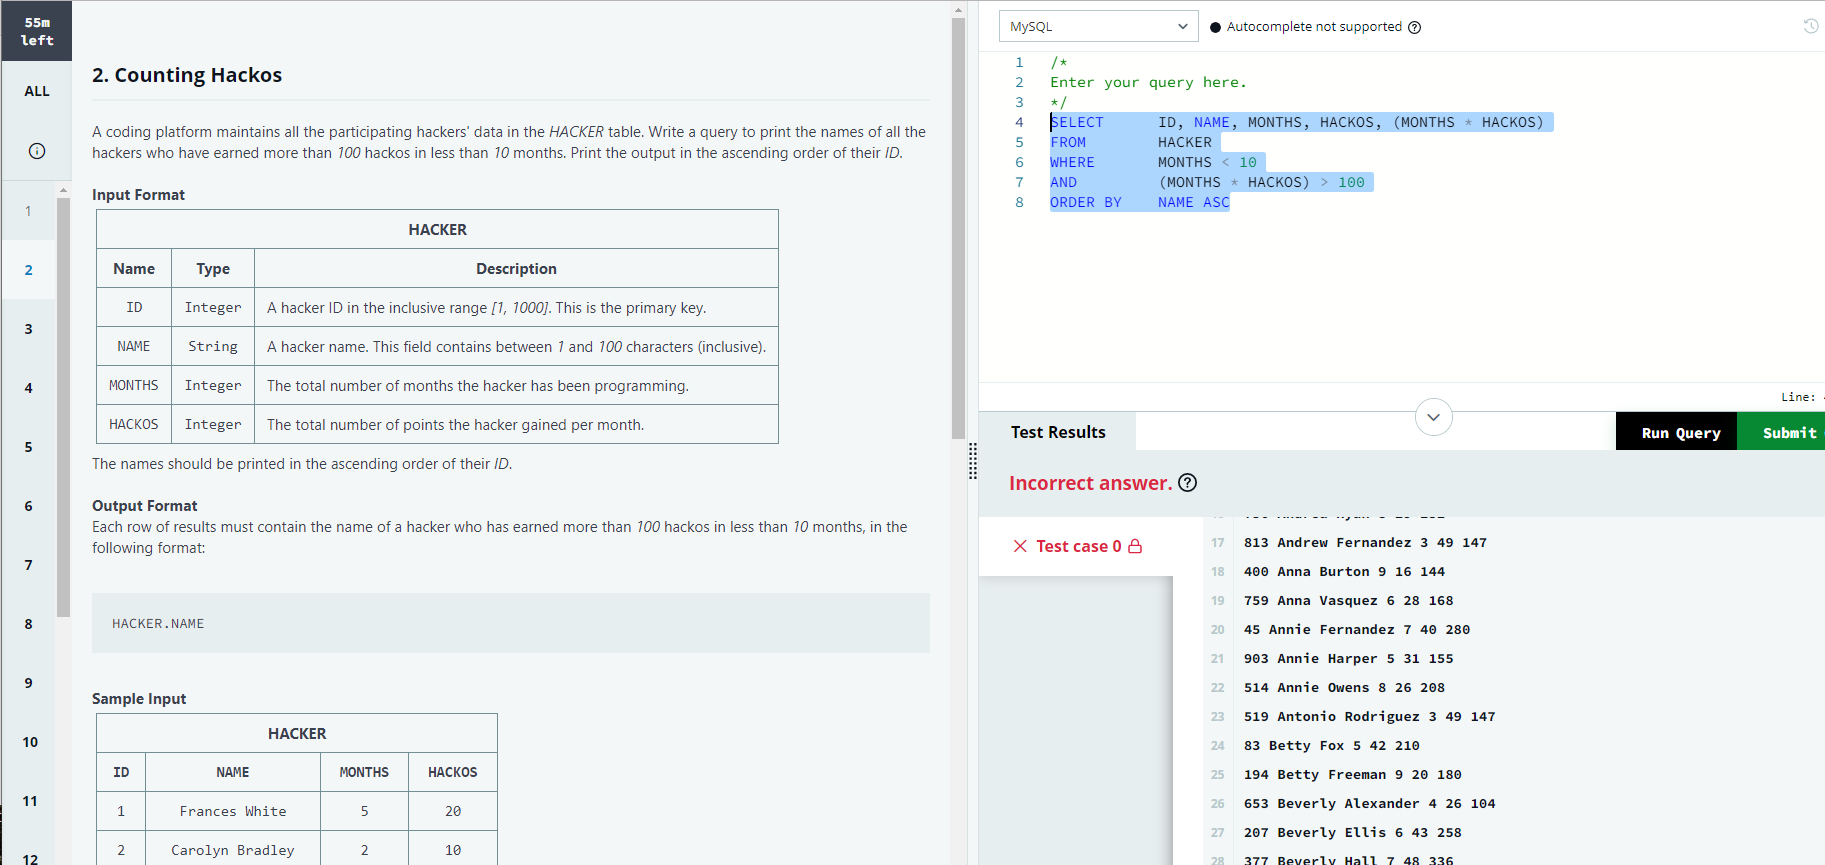 55m
left
ALL
1
2
3
4
5
6
7
8
9
10
11
12
2. Counting Hackos
A coding platform maintains all the participating hackers' data in the HACKER table. Write a query to print the names of all the
hackers who have earned more than 100 hackos in less than 10 months. Print the output in the ascending order of their ID.
Input Format
HACKER
Name Type Description
ID Integer A hacker ID in the inclusive range [1, 1000]. This is the primary key.
NAME String A hacker name. This field contains between 1 and 100 characters (inclusive).
MONTHS Integer The total number of months the hacker has been programming.
HACKOS Integer The total number of points the hacker gained per month.
The names should be printed in the ascending order of their ID.
Output Format
Each row of results must contain the name of a hacker who has earned more than 100 hackos in less than 10 months, in the
following format:
HACKER.NAME
Sample Input
HACKER
ID NAME MONTHS HACKOS
1 Frances White 5 20
2 Carolyn Bradley 2 10
MySQL
Autocomplete not supported
1 /*
2 Enter your query here.
3 */
4 SELECT ID, NAME, MONTHS, HACKOS, (MONTHS * HACKOS)
5 FROM HACKER
6 WHERE MONTHS < 10
7 AND (MONTHS * HACKOS) > 100
8 ORDER BY NAME ASC
Line:
Test Results
Run Query
Submit
Incorrect answer.
Test case 0
17 813 Andrew Fernandez 3 49 147
18 400 Anna Burton 9 16 144
19 759 Anna Vasquez 6 28 168
20 45 Annie Fernandez 7 40 280
21 903 Annie Harper 5 31 155
22 514 Annie Owens 8 26 208
23 519 Antonio Rodriguez 3 49 147
24 83 Betty Fox 5 42 210
25 194 Betty Freeman 9 20 180
26 653 Beverly Alexander 4 26 104
27 207 Beverly Ellis 6 43 258
28 377 Beverly Hall 7 48 336